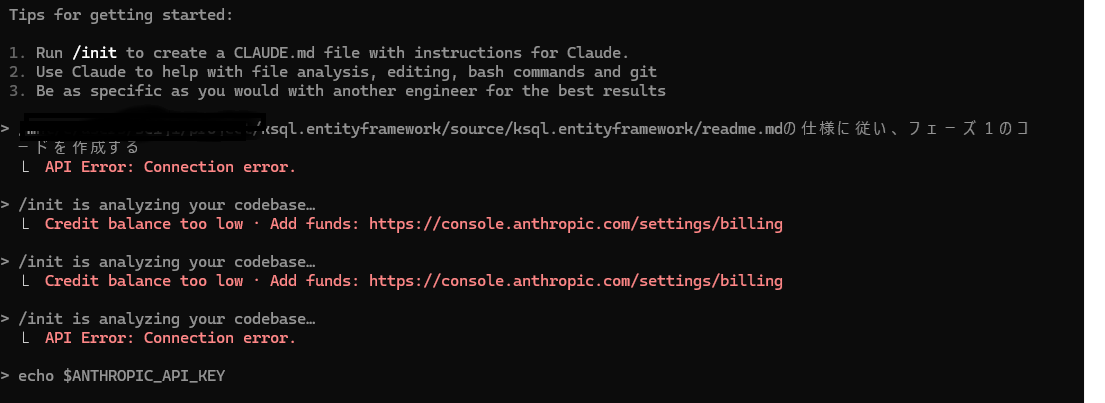 Tips for getting started:
1. Run /init to create a CLAUDE.md file with instructions for Claude.
2. Use Claude to help with file analysis, editing, bash commands and git
3. Be as specific as you would with another engineer for the best results
> /ksql.entityframework/source/ksql.entityframework/readme.mdの仕様に従い、フェーズ1のコ
ードを作成する
└ API Error: Connection error.
> /init is analyzing your codebase…
└ Credit balance too low · Add funds: https://console.anthropic.com/settings/billing
> /init is analyzing your codebase…
└ Credit balance too low · Add funds: https://console.anthropic.com/settings/billing
> /init is analyzing your codebase…
└ API Error: Connection error.
> echo $ANTHROPIC_API_KEY